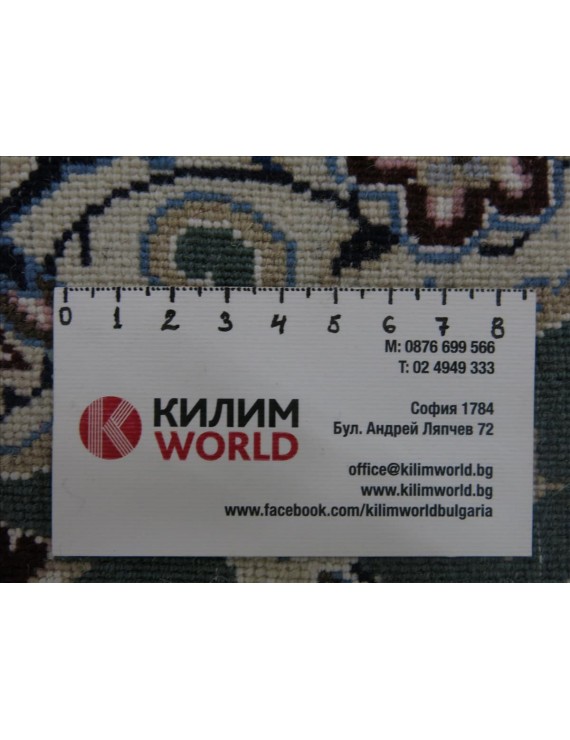 0 1 2 3 4 5 6 7 8
M: 0876 699 566
T: 02 4949 333
КИЛИМ
WORLD
София 1784
Бул. Андрей Ляпчев 72
office@kilimworld.bg
www.kilimworld.bg
www.facebook.com/kilimworldbulgaria